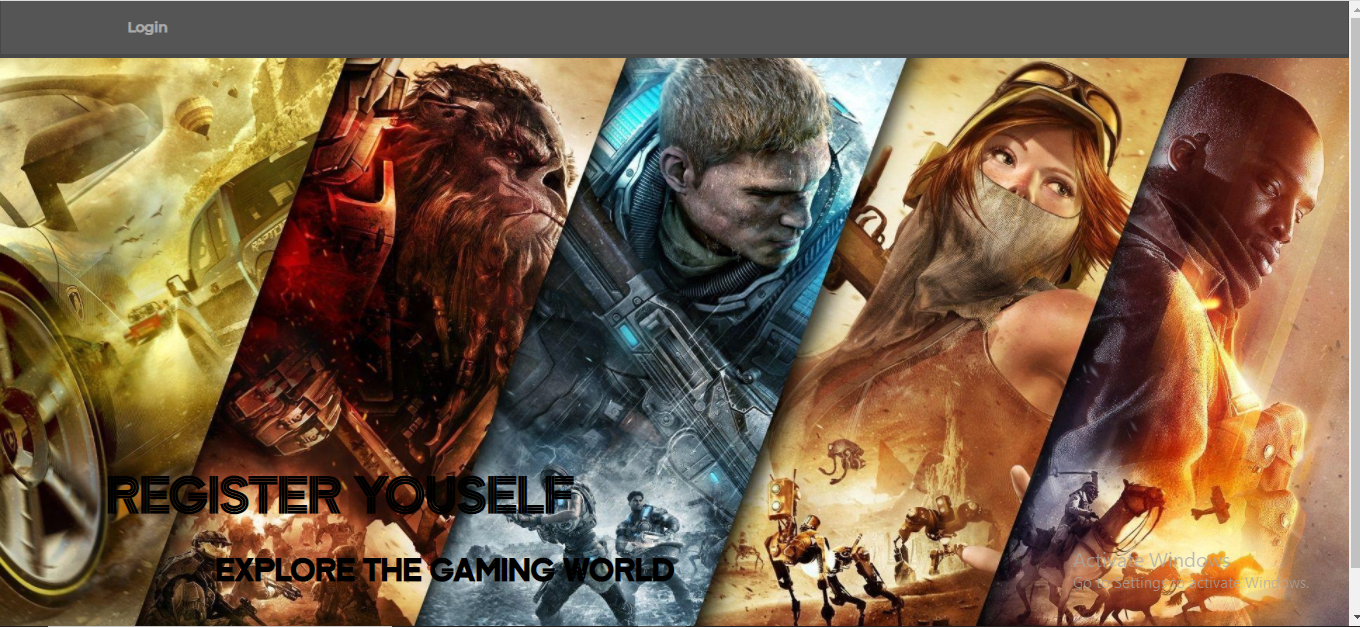 Login
REGISTER YOUSELF
EXPLORE THE GAMING WORLD
Activate Windows
Go to Settings to activate Windows.